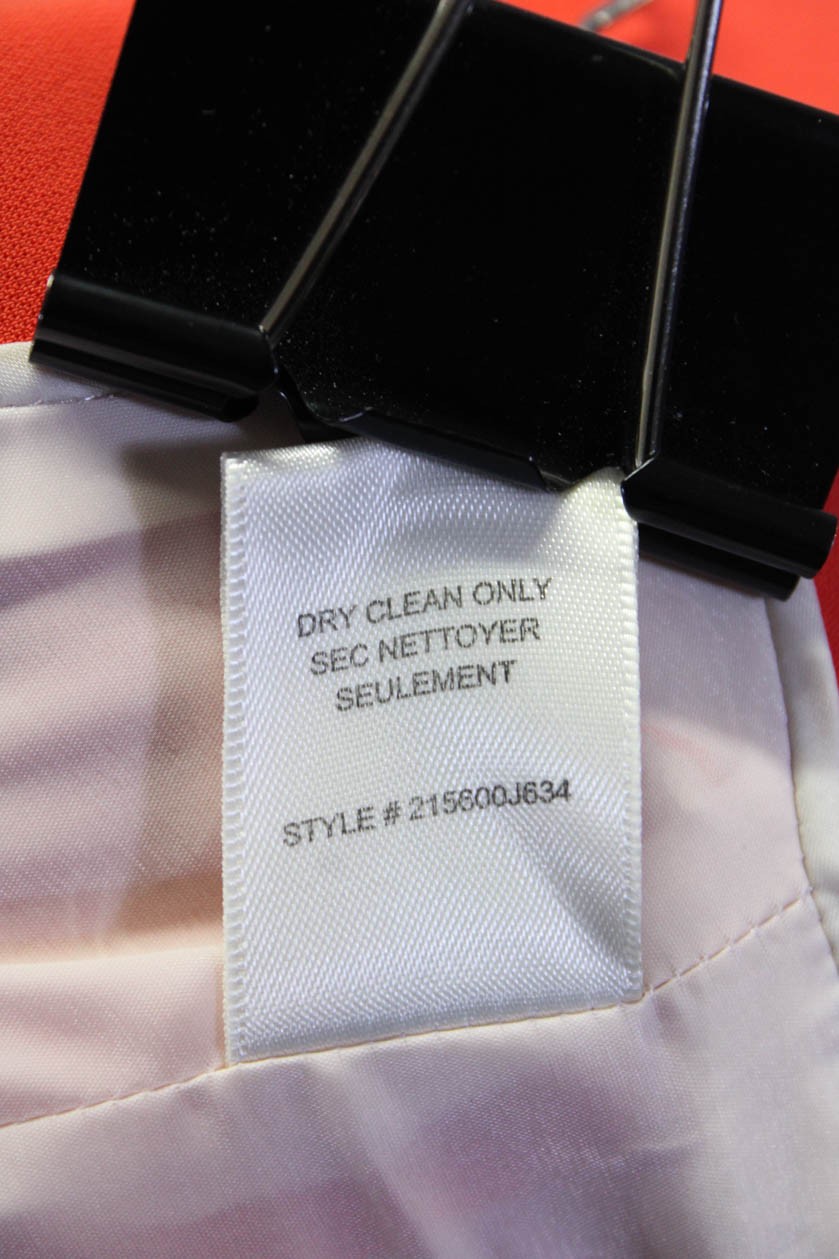 DRY CLEAN ONLY
SEC NETTOYER
SEULEMENT
STYLE # 215600J634